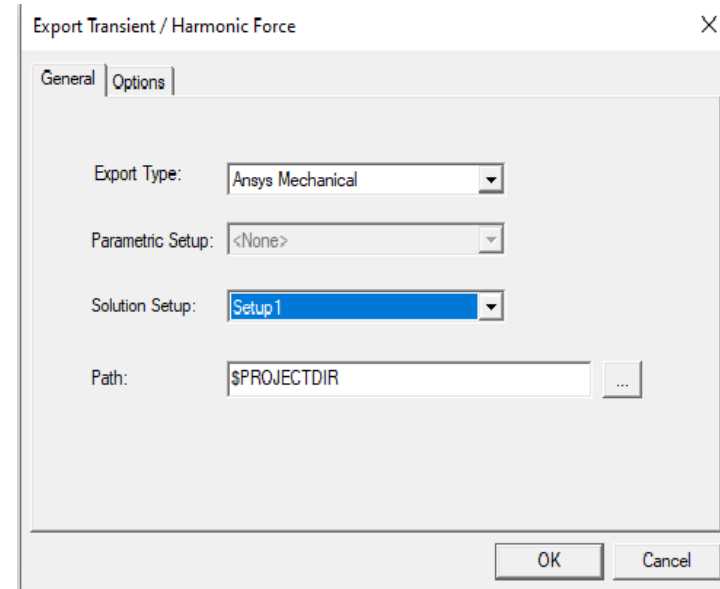 Export Transient / Harmonic Force
General Options
Export Type: Ansys Mechanical
Parametric Setup: <None>
Solution Setup: Setup1
Path: $PROJECTDIR ...
OK Cancel